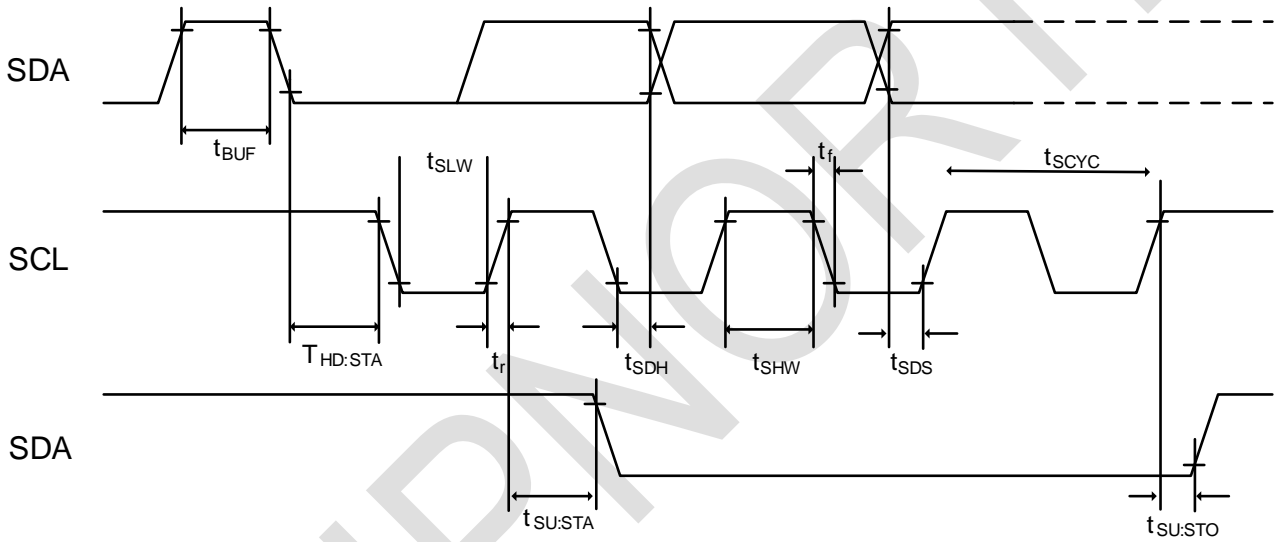 SDA
tBUF
tSLW
tf
tSCYC
SCL
THD:STA
tr
tSDH
tSHW
tSDS
SDA
tSU:STA
tSU:STO